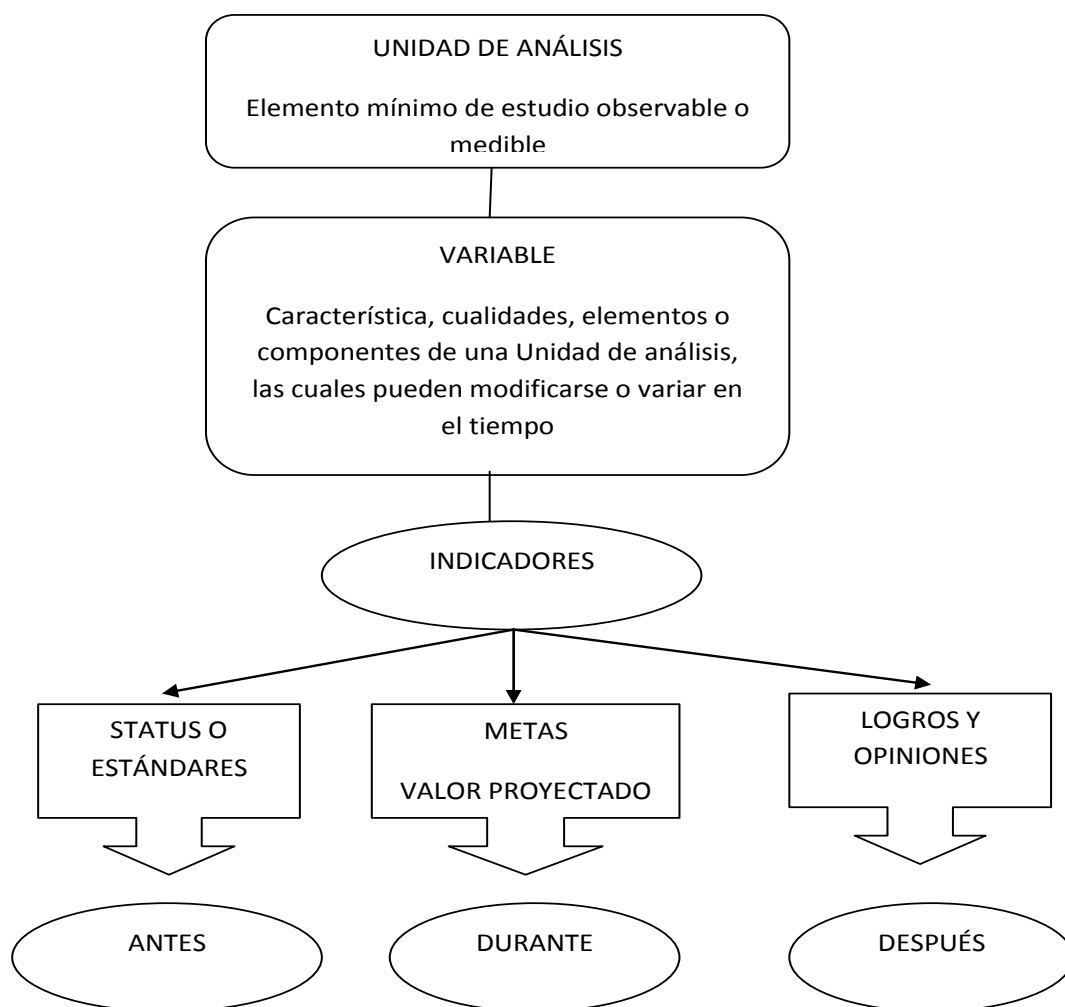 UNIDAD DE ANÁLISIS
Elemento mínimo de estudio observable o
medible
VARIABLE
Característica, cualidades, elementos o
componentes de una Unidad de análisis,
las cuales pueden modificarse o variar en
el tiempo
INDICADORES
STATUS O
ESTÁNDARES
METAS
VALOR PROYECTADO
LOGROS Y
OPINIONES
ANTES
DURANTE
DESPUÉS